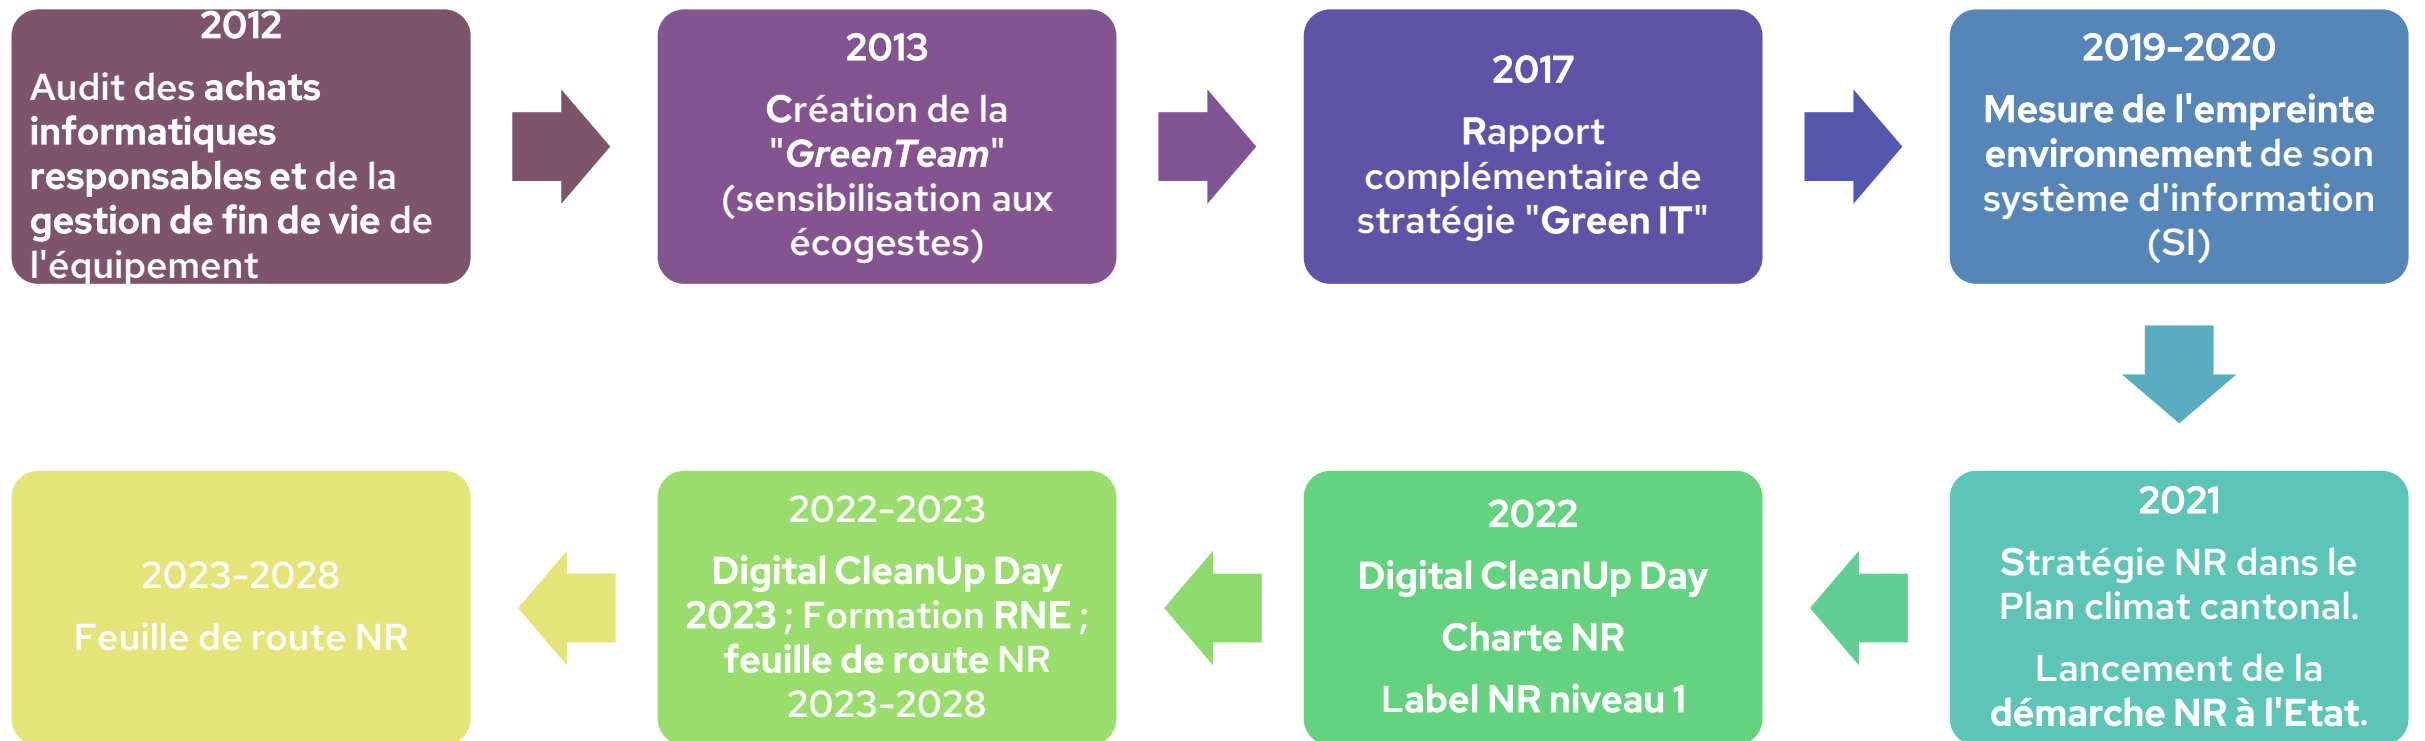 2012
Audit des achats
informatiques
responsables et de la
gestion de fin de vie de
l'équipement
2013
Création de la
"GreenTeam"
(sensibilisation aux
écogestes)
2017
Rapport
complémentaire de
stratégie "Green IT"
2019-2020
Mesure de l'empreinte
environnement de son
système d'information
(SI)
2021
Stratégie NR dans le
Plan climat cantonal.
Lancement de la
démarche NR à l'Etat.
2022
Digital CleanUp Day
Charte NR
Label NR niveau 1
2022-2023
Digital CleanUp Day
2023 ; Formation RNE ;
feuille de route NR
2023-2028
2023-2028
Feuille de route NR